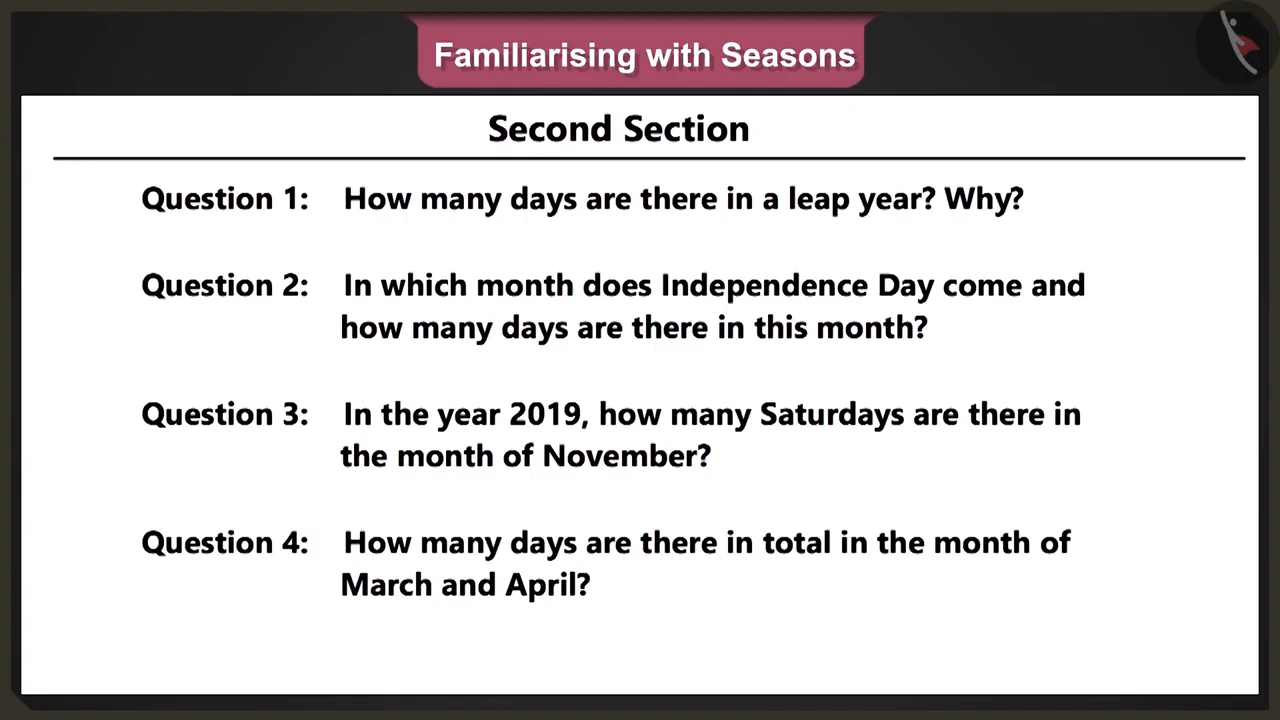 Familiarising with Seasons
Second Section
Question 1: How many days are there in a leap year? Why?
Question 2: In which month does Independence Day come and
how many days are there in this month?
Question 3: In the year 2019, how many Saturdays are there in
the month of November?
Question 4: How many days are there in total in the month of
March and April?